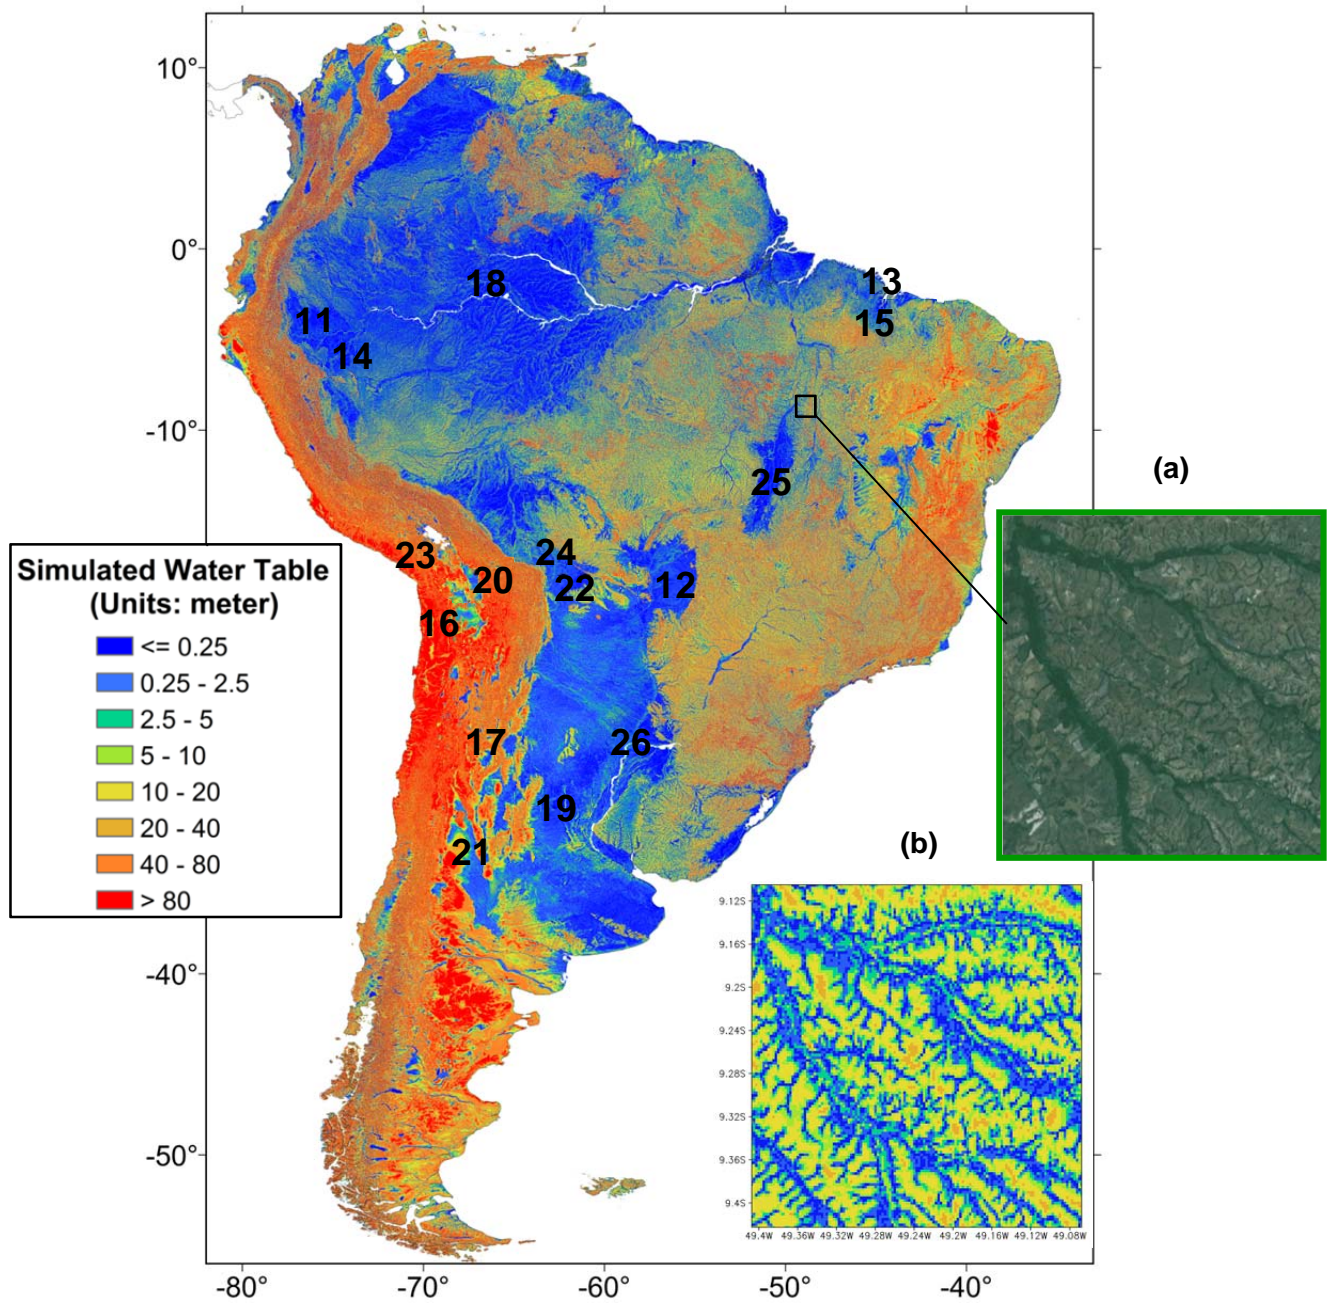 10°
0°
-10°
-40°
-50°
-80°
-70°
-60°
-50°
-40°
18
13
11
15
14
25
23
24
20
22
12
16
17
26
19
21
Simulated Water Table
(Units: meter)
<= 0.25
0.25 - 2.5
2.5 - 5
5 - 10
10 - 20
20 - 40
40 - 80
> 80
(a)
(b)
9.12S
9.16S
9.2S
9.24S
9.28S
9.32S
9.36S
9.4S
49.4W 49.36W 49.32W 49.28W 49.24W 49.2W 49.16W 49.12W 49.08W